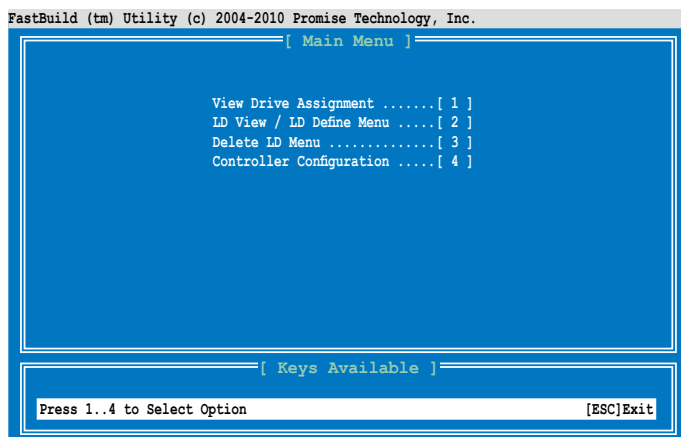 FastBuild (tm) Utility (c) 2004-2010 Promise Technology, Inc.
[ Main Menu ]
View Drive Assignment .......[ 1 ]
LD View / LD Define Menu .....[ 2 ]
Delete LD Menu ..............[ 3 ]
Controller Configuration .....[ 4 ]
[ Keys Available ]
Press 1..4 to Select Option [ESC]Exit